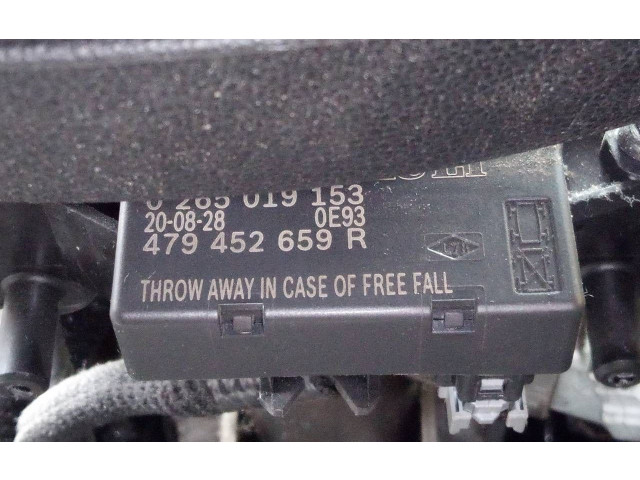 0 265 019 153
20-08-28 0E93
479 452 659 R
THROW AWAY IN CASE OF FREE FALL